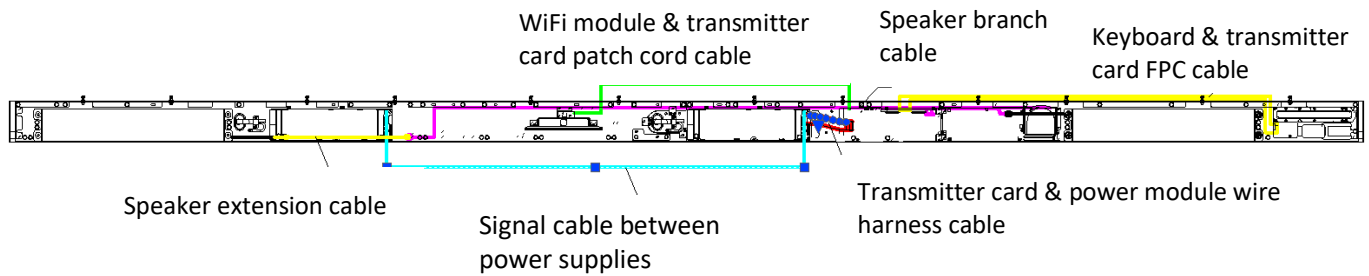 WiFi module & transmitter
card patch cord cable
Speaker branch
cable
Keyboard & transmitter
card FPC cable
Speaker extension cable
Signal cable between
power supplies
Transmitter card & power module wire
harness cable